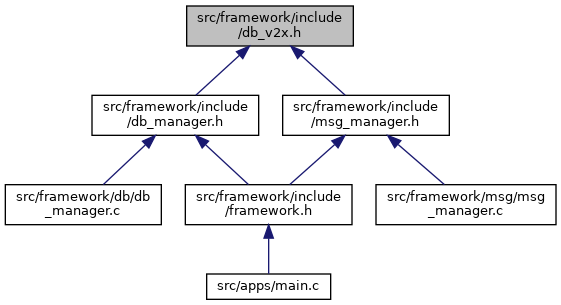 src/framework/include
/db_v2x.h
src/framework/include
/db_manager.h
src/framework/include
/msg_manager.h
src/framework/db/db
_manager.c
src/framework/include
/framework.h
src/framework/msg/msg
_manager.c
src/apps/main.c